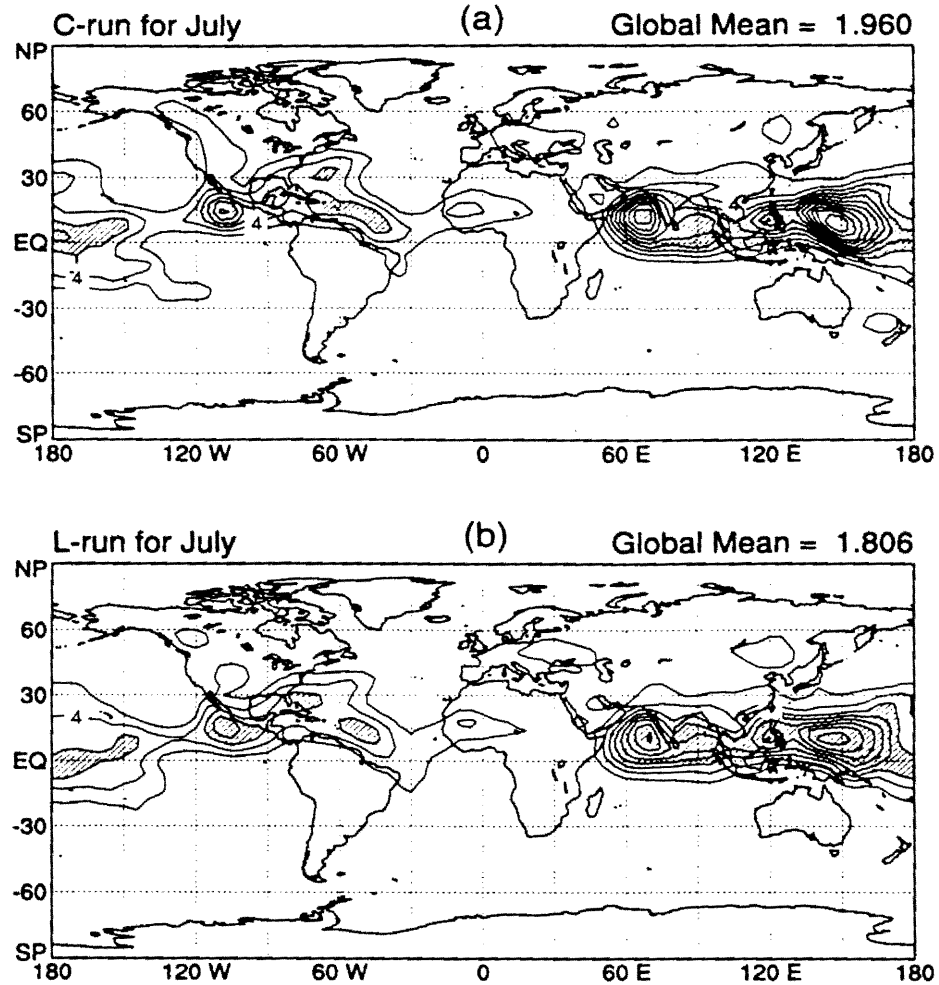 C-run for July (a) Global Mean = 1.960
NP
60
30
4
EQ
4
-30
-60
SP
180 120 W 60 W 0 60 E 120 E 180
L-run for July (b) Global Mean = 1.806
NP
60
30
4
EQ
-30
-60
SP
180 120 W 60 W 0 60 E 120 E 180